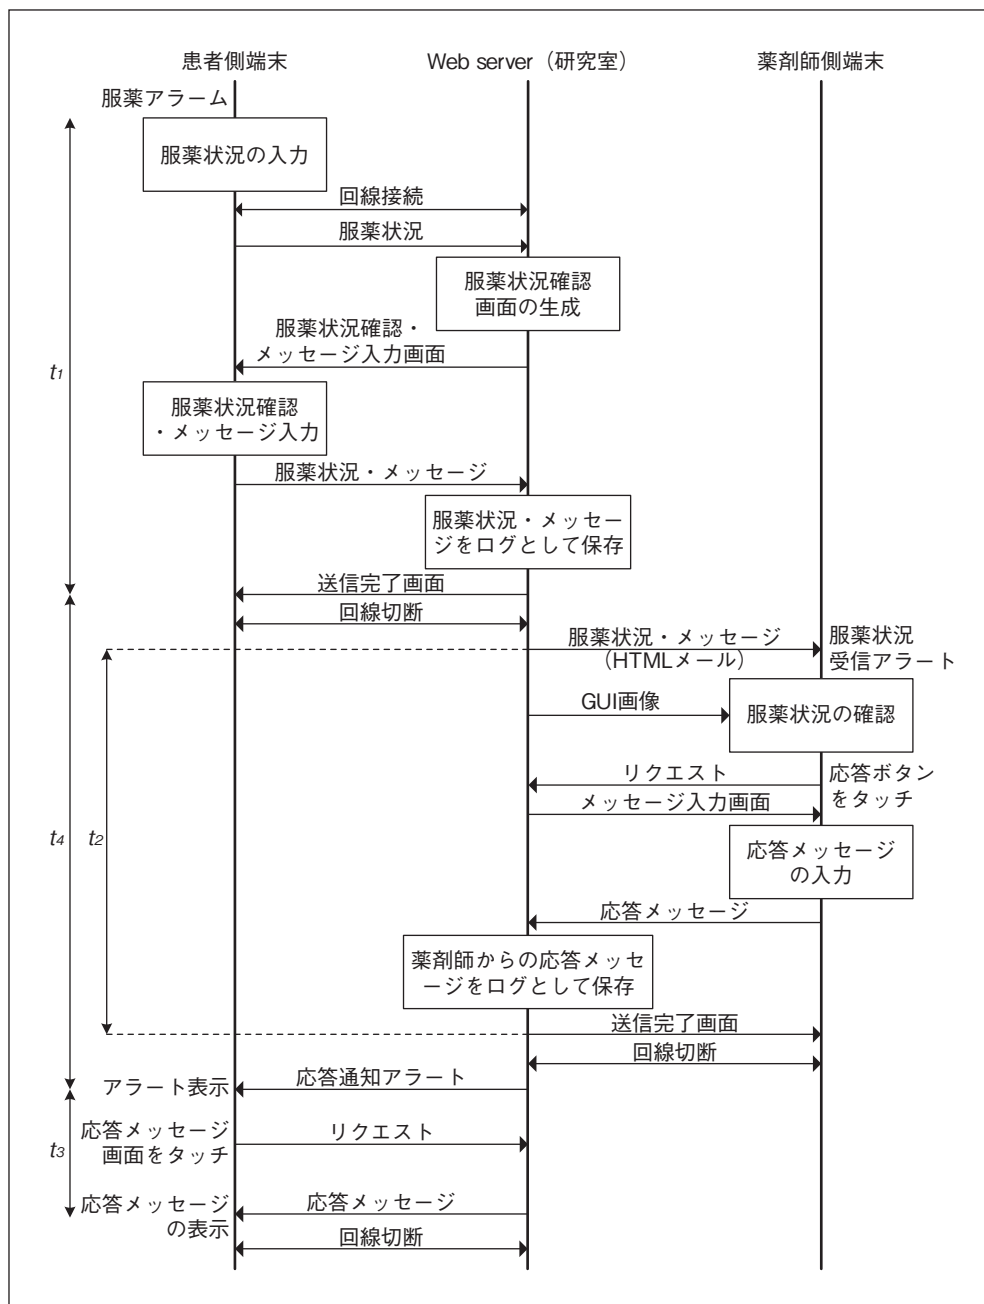 患者側端末
Web server（研究室）
薬剤師側端末
服薬アラーム
服薬状況の入力
回線接続
服薬状況
服薬状況確認
画面の生成
服薬状況確認・
メッセージ入力画面
t1
服薬状況確認
・メッセージ入力
服薬状況・メッセージ
服薬状況・メッセー
ジをログとして保存
送信完了画面
回線切断
服薬状況・メッセージ
（HTMLメール）
服薬状況
受信アラート
GUI画像
服薬状況の確認
リクエスト
応答ボタン
をタッチ
メッセージ入力画面
t4
t2
応答メッセージ
の入力
応答メッセージ
薬剤師からの応答メッセ
ージをログとして保存
送信完了画面
回線切断
応答通知アラート
アラート表示
t3
応答メッセージ
画面をタッチ
リクエスト
応答メッセージ
の表示
応答メッセージ
回線切断